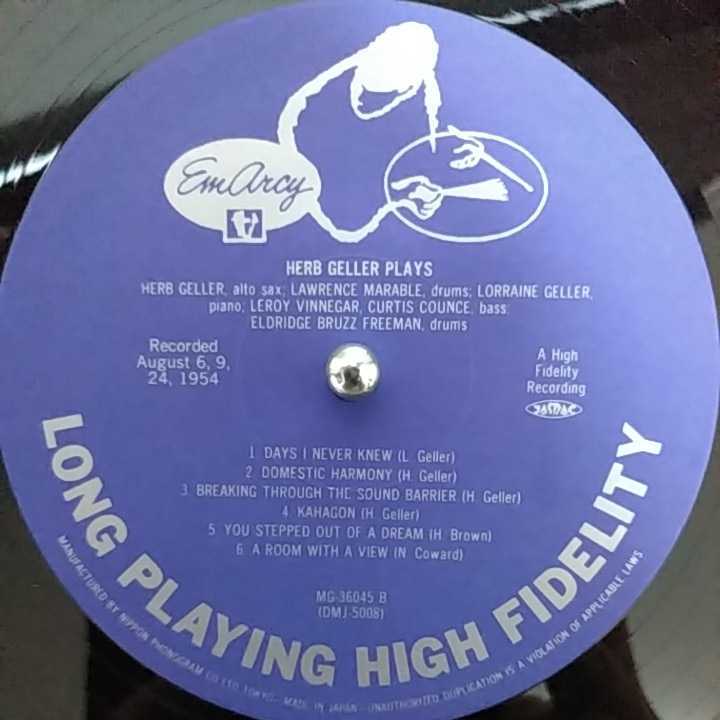 EmArcy
HERB GELLER PLAYS
HERB GELLER, alto sax; LAWRENCE MARABLE, drums; LORRAINE GELLER,
piano; LEROY VINNEGAR, CURTIS COUNCE, bass;
ELDRIDGE BRUZZ FREEMAN, drums
Recorded
August 6, 9,
24, 1954
A High
Fidelity
Recording
JASRAC
1. DAYS I NEVER KNEW (L. Geller)
2. DOMESTIC HARMONY (H. Geller)
3. BREAKING THROUGH THE SOUND BARRIER (H. Geller)
4. KAHAGON (H. Geller)
5. YOU STEPPED OUT OF A DREAM (H. Brown)
6. A ROOM WITH A VIEW (N. Coward)
MG-36045 B
(DMJ-5008)
LONG PLAYING HIGH FIDELITY
MANUFACTURED BY NIPPON PHONOGRAM CO., LTD. TOKYO—MADE IN JAPAN—UNAUTHORIZED DUPLICATION IS A VIOLATION OF APPLICABLE LAWS